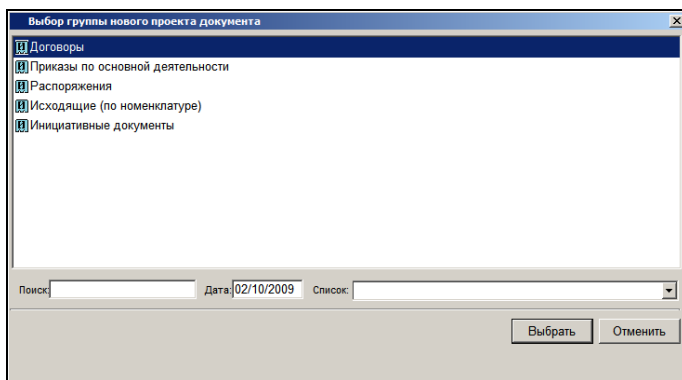 Выбор группы нового проекта документа
Договоры
Приказы по основной деятельности
Распоряжения
Исходящие (по номенклатуре)
Инициативные документы
Поиск: Дата: 02/10/2009 Список:
Выбрать Отменить